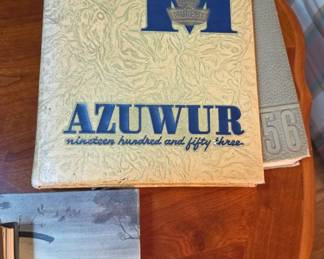 M
AZUWUR
nineteen hundred and fifty three
56